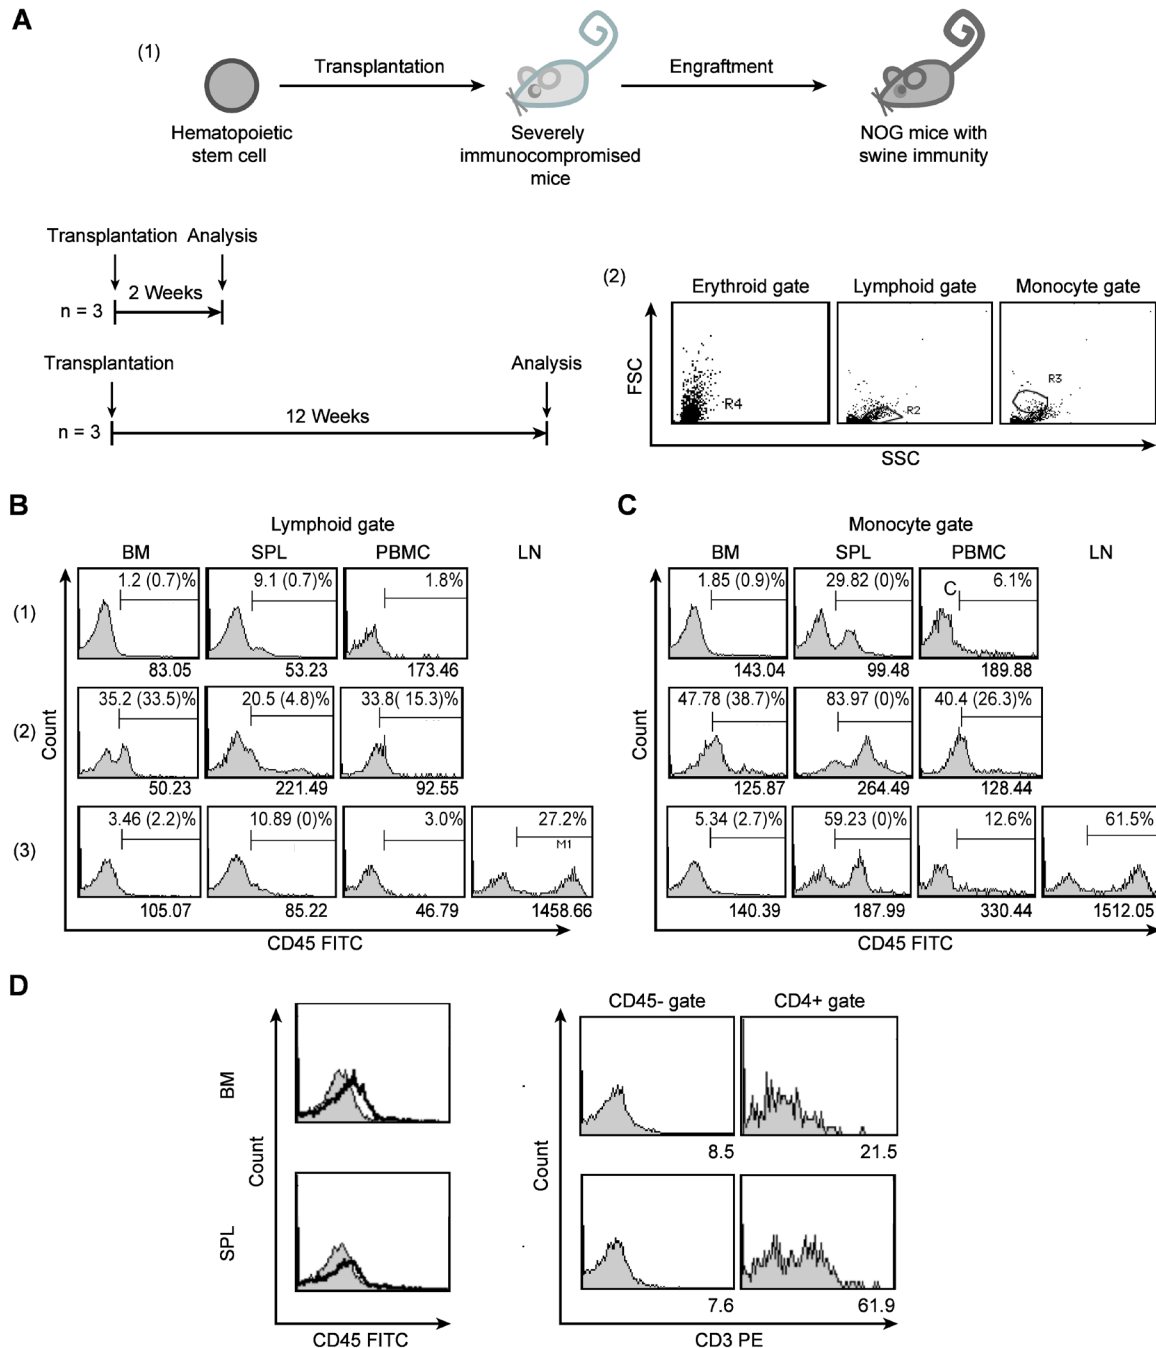 A
(1)
Transplantation
Engraftment
Hematopoietic
stem cell
Severely
immunocompromised
mice
NOG mice with
swine immunity
Transplantation Analysis
2 Weeks
n = 3
Transplantation
Analysis
12 Weeks
n = 3
(2)
Erythroid gate
Lymphoid gate
Monocyte gate
FSC
R4
R2
R3
SSC
B
Lymphoid gate
BM SPL PBMC LN
(1)
1.2 (0.7)% 9.1 (0.7)% 1.8%
83.05 53.23 173.46
(2)
35.2 (33.5)% 20.5 (4.8)% 33.8( 15.3)%
50.23 221.49 92.55
(3)
3.46 (2.2)% 10.89 (0)% 3.0% 27.2%
M1
105.07 85.22 46.79 1458.66
Count
CD45 FITC
C
Monocyte gate
BM SPL PBMC LN
1.85 (0.9)% 29.82 (0)% 6.1%
C
143.04 99.48 189.88
47.78 (38.7)% 83.97 (0)% 40.4 (26.3)%
125.87 264.49 128.44
5.34 (2.7)% 59.23 (0)% 12.6% 61.5%
140.39 187.99 330.44 1512.05
Count
CD45 FITC
D
BM
SPL
Count
CD45 FITC
CD45- gate CD4+ gate
8.5 21.5
7.6 61.9
Count
CD3 PE